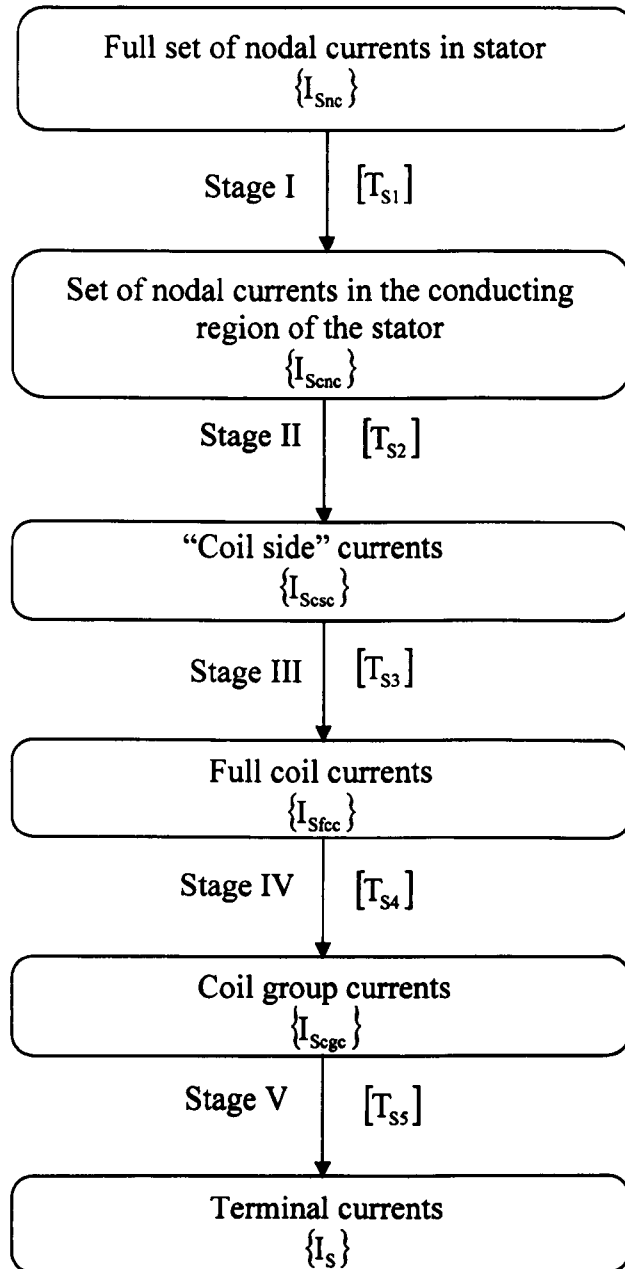 Full set of nodal currents in stator
{I_Snc}
Stage I [T_S1]
Set of nodal currents in the conducting
region of the stator
{I_Scnc}
Stage II [T_S2]
“Coil side” currents
{I_Scsc}
Stage III [T_S3]
Full coil currents
{I_Sfcc}
Stage IV [T_S4]
Coil group currents
{I_Scgc}
Stage V [T_S5]
Terminal currents
{I_S}